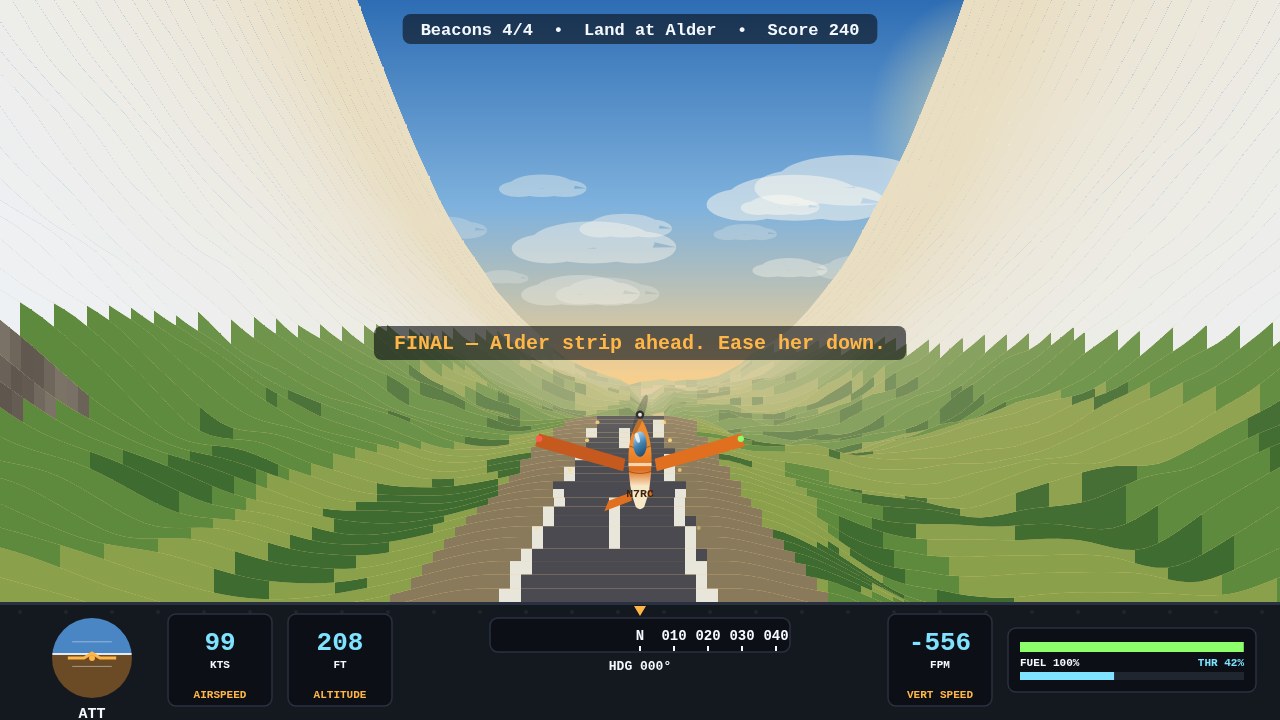 Beacons 4/4 • Land at Alder • Score 240
FINAL — Alder strip ahead. Ease her down.
N7RG
99
KTS
AIRSPEED
208
FT
ALTITUDE
N 010 020 030 040
HDG 000°
-556
FPM
VERT SPEED
FUEL 100%
THR 42%
ATT